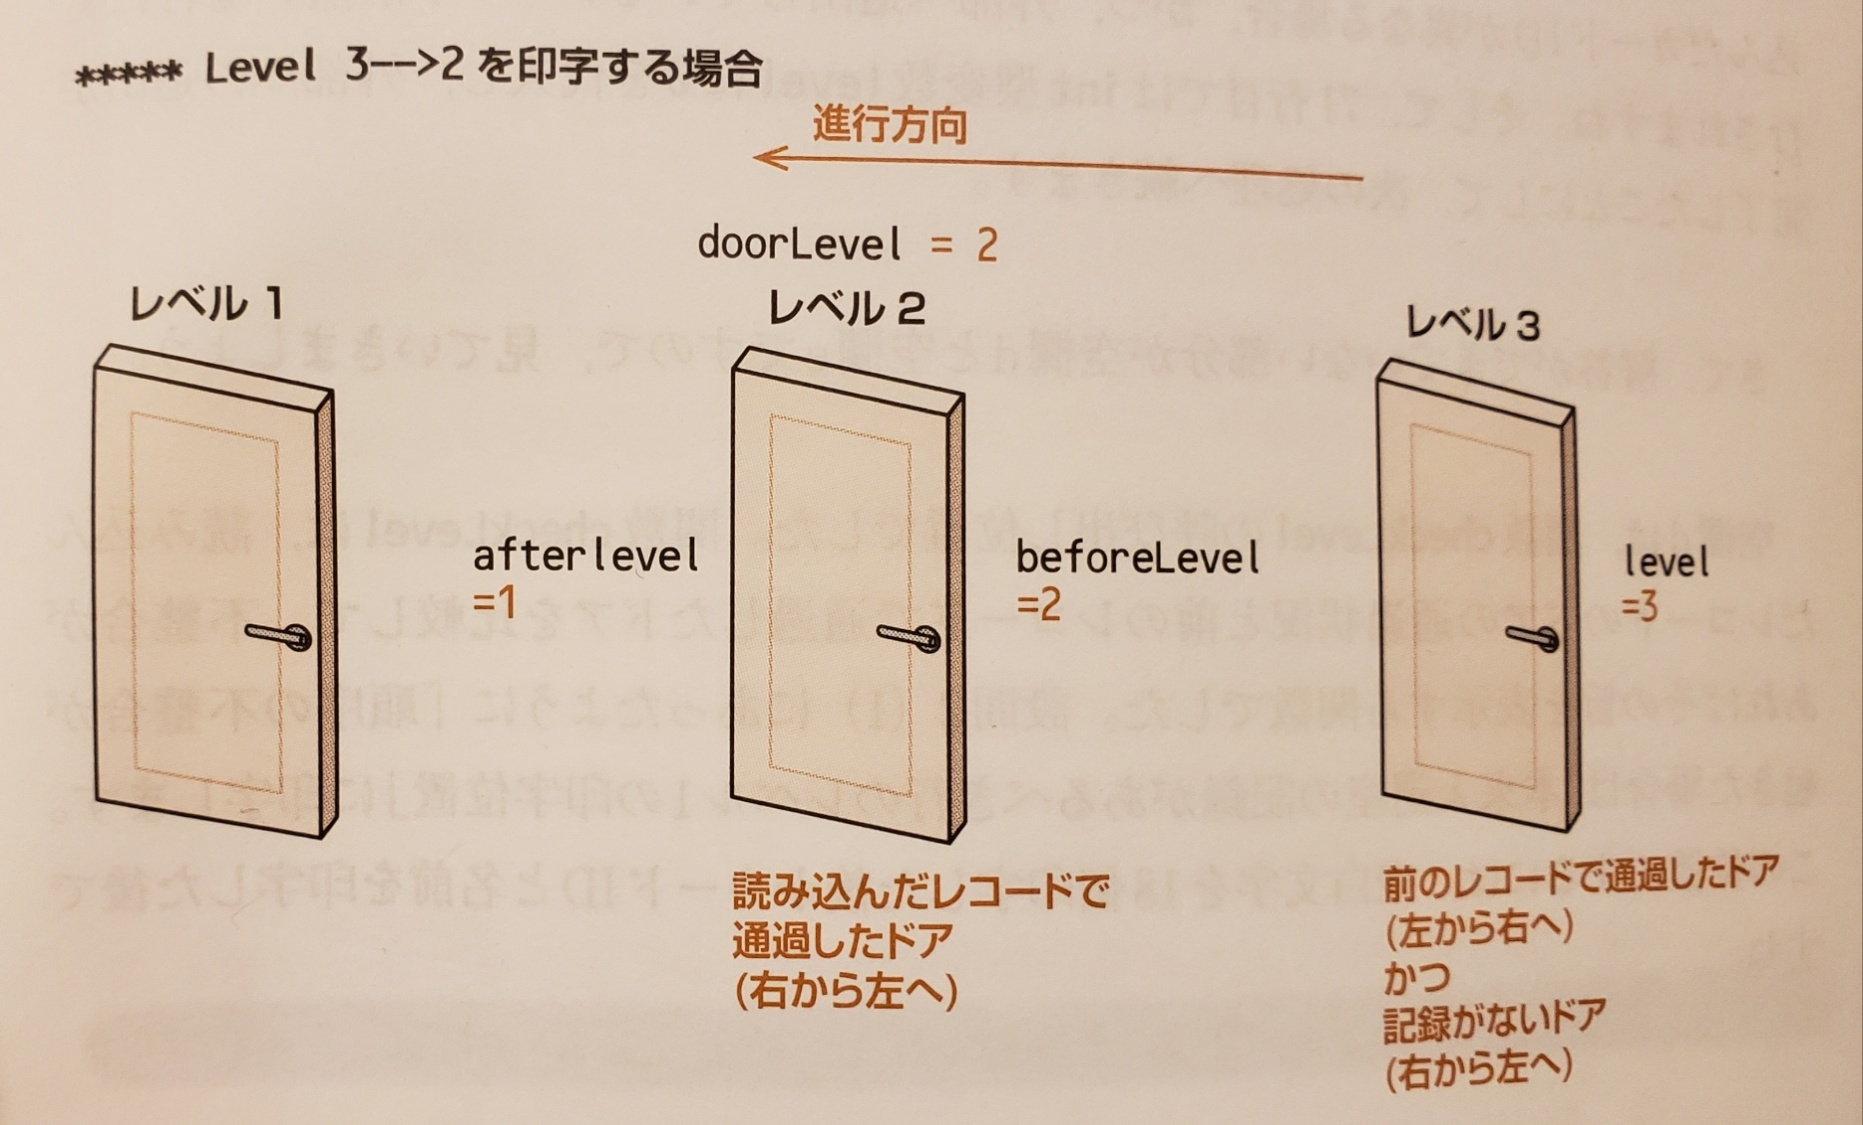 ***** Level 3-->2 を印字する場合
進行方向
doorLevel = 2
レベル 1
レベル 2
レベル 3
afterlevel
=1
beforeLevel
=2
level
=3
読み込んだレコードで
通過したドア
(右から左へ)
前のレコードで通過したドア
(左から右へ)
かつ
記録がないドア
(右から左へ)